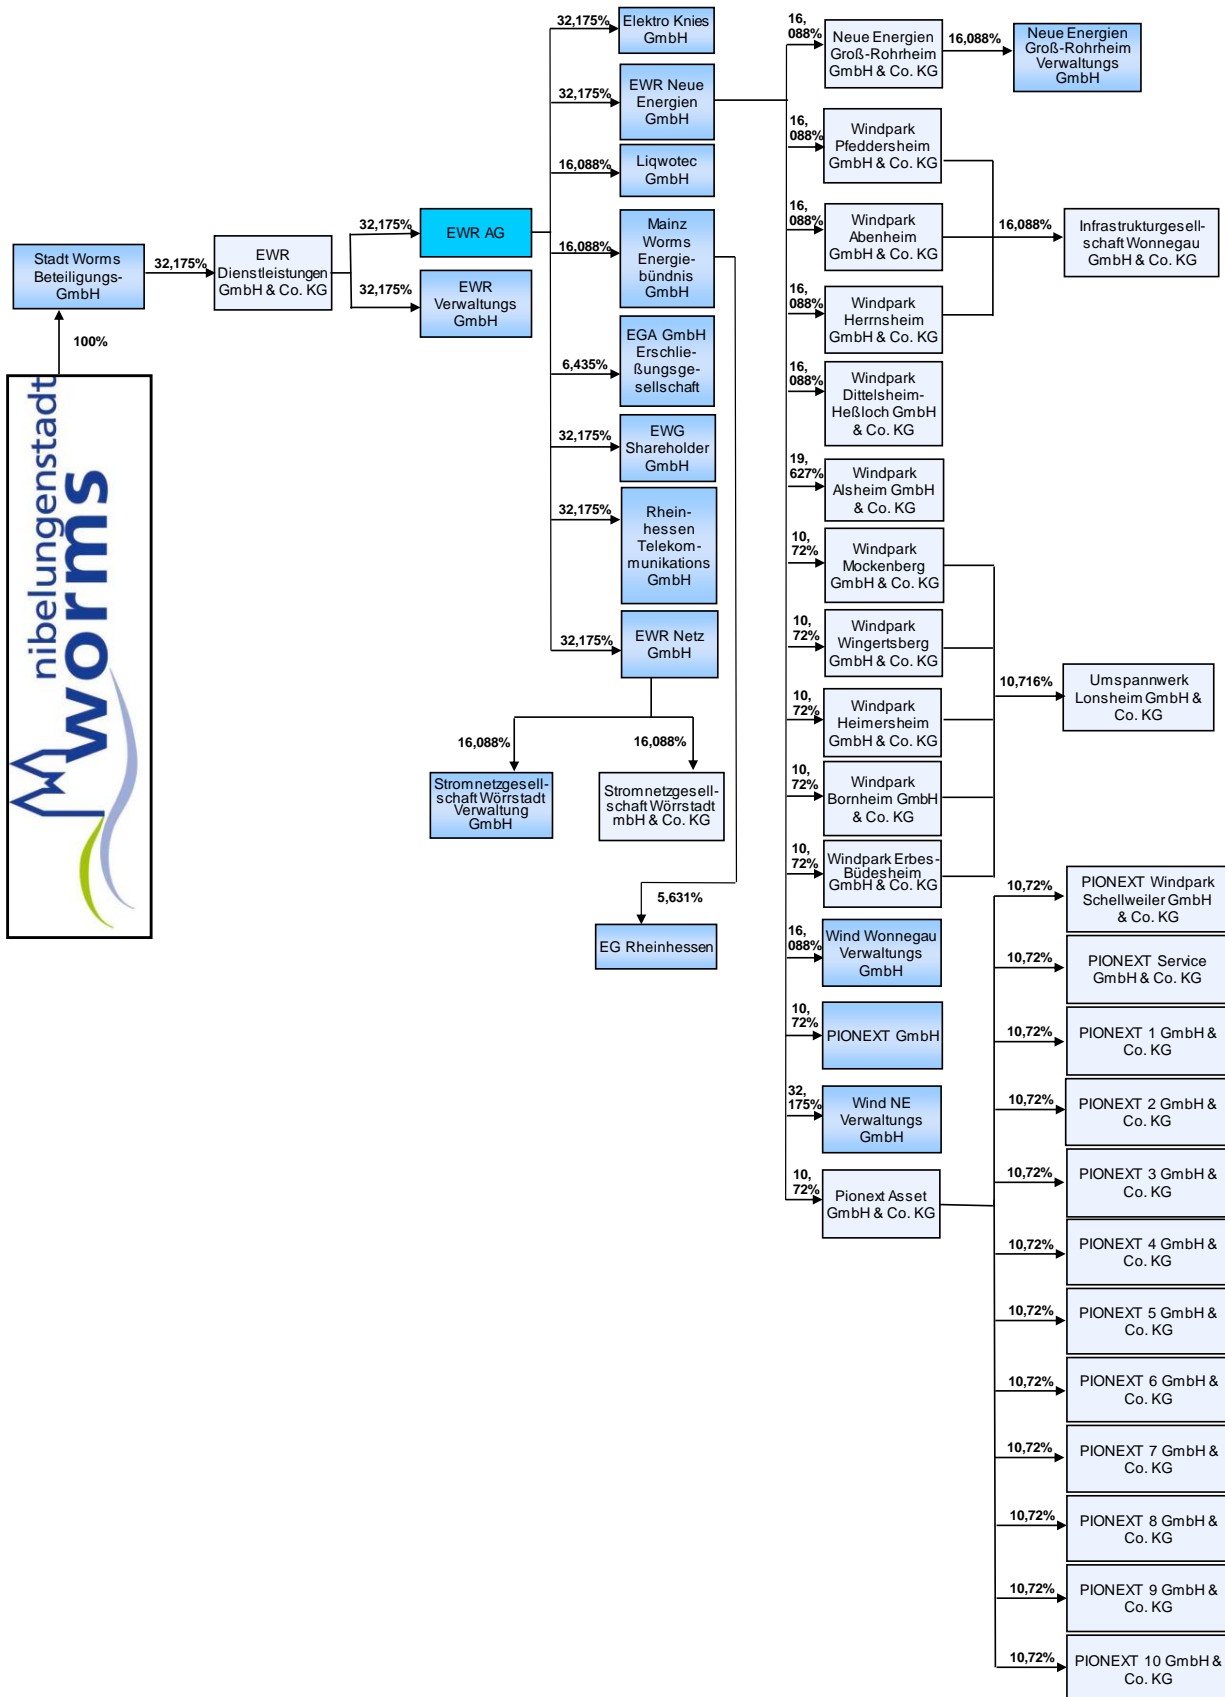 nibelungenstadt
worms
100%
Stadt Worms
Beteiligungs-
GmbH
32,175%
EWR
Dienstleistungen
GmbH & Co. KG
32,175%
EWR AG
32,175%
EWR
Verwaltungs
GmbH
32,175%
Elektro Knies
GmbH
32,175%
EWR Neue
Energien
GmbH
16,088%
Liqwotec
GmbH
16,088%
Mainz
Worms
Energie-
bündnis
GmbH
6,435%
EGA GmbH
Erschlie-
ßungsge-
sellschaft
32,175%
EWG
Shareholder
GmbH
32,175%
Rhein-
hessen
Telekom-
munikations
GmbH
32,175%
EWR Netz
GmbH
16,088%
Stromnetzgesell-
schaft Wörrstadt
Verwaltung
GmbH
16,088%
Stromnetzgesell-
schaft Wörrstadt
mbH & Co. KG
5,631%
EG Rheinhessen
16,
088%
Neue Energien
Groß-Rohrheim
GmbH & Co. KG
16,088%
Neue Energien
Groß-Rohrheim
Verwaltungs
GmbH
16,
088%
Windpark
Pfeddersheim
GmbH & Co. KG
16,
088%
Windpark
Abenheim
GmbH & Co. KG
16,088%
Infrastrukturgesel-
lschaft Wonnegau
GmbH & Co. KG
16,
088%
Windpark
Herrnsheim
GmbH & Co. KG
16,
088%
Windpark
Dittelsheim-
Heßloch GmbH
& Co. KG
19,
627%
Windpark
Alsheim GmbH
& Co. KG
10,
72%
Windpark
Mockenberg
GmbH & Co. KG
10,
72%
Windpark
Wingertsberg
GmbH & Co. KG
10,716%
Umspannwerk
Lonsheim GmbH &
Co. KG
10,
72%
Windpark
Heimersheim
GmbH & Co. KG
10,
72%
Windpark
Bornheim GmbH
& Co. KG
10,
72%
Windpark Erbes-
Büdesheim
GmbH & Co. KG
16,
088%
Wind Wonnegau
Verwaltungs
GmbH
10,
72%
PIONEXT GmbH
32,
175%
Wind NE
Verwaltungs
GmbH
10,
72%
Pionext Asset
GmbH & Co. KG
10,72%
PIONEXT Windpark
Schellweiler GmbH
& Co. KG
10,72%
PIONEXT Service
GmbH & Co. KG
10,72%
PIONEXT 1 GmbH &
Co. KG
10,72%
PIONEXT 2 GmbH &
Co. KG
10,72%
PIONEXT 3 GmbH &
Co. KG
10,72%
PIONEXT 4 GmbH &
Co. KG
10,72%
PIONEXT 5 GmbH &
Co. KG
10,72%
PIONEXT 6 GmbH &
Co. KG
10,72%
PIONEXT 7 GmbH &
Co. KG
10,72%
PIONEXT 8 GmbH &
Co. KG
10,72%
PIONEXT 9 GmbH &
Co. KG
10,72%
PIONEXT 10 GmbH &
Co. KG